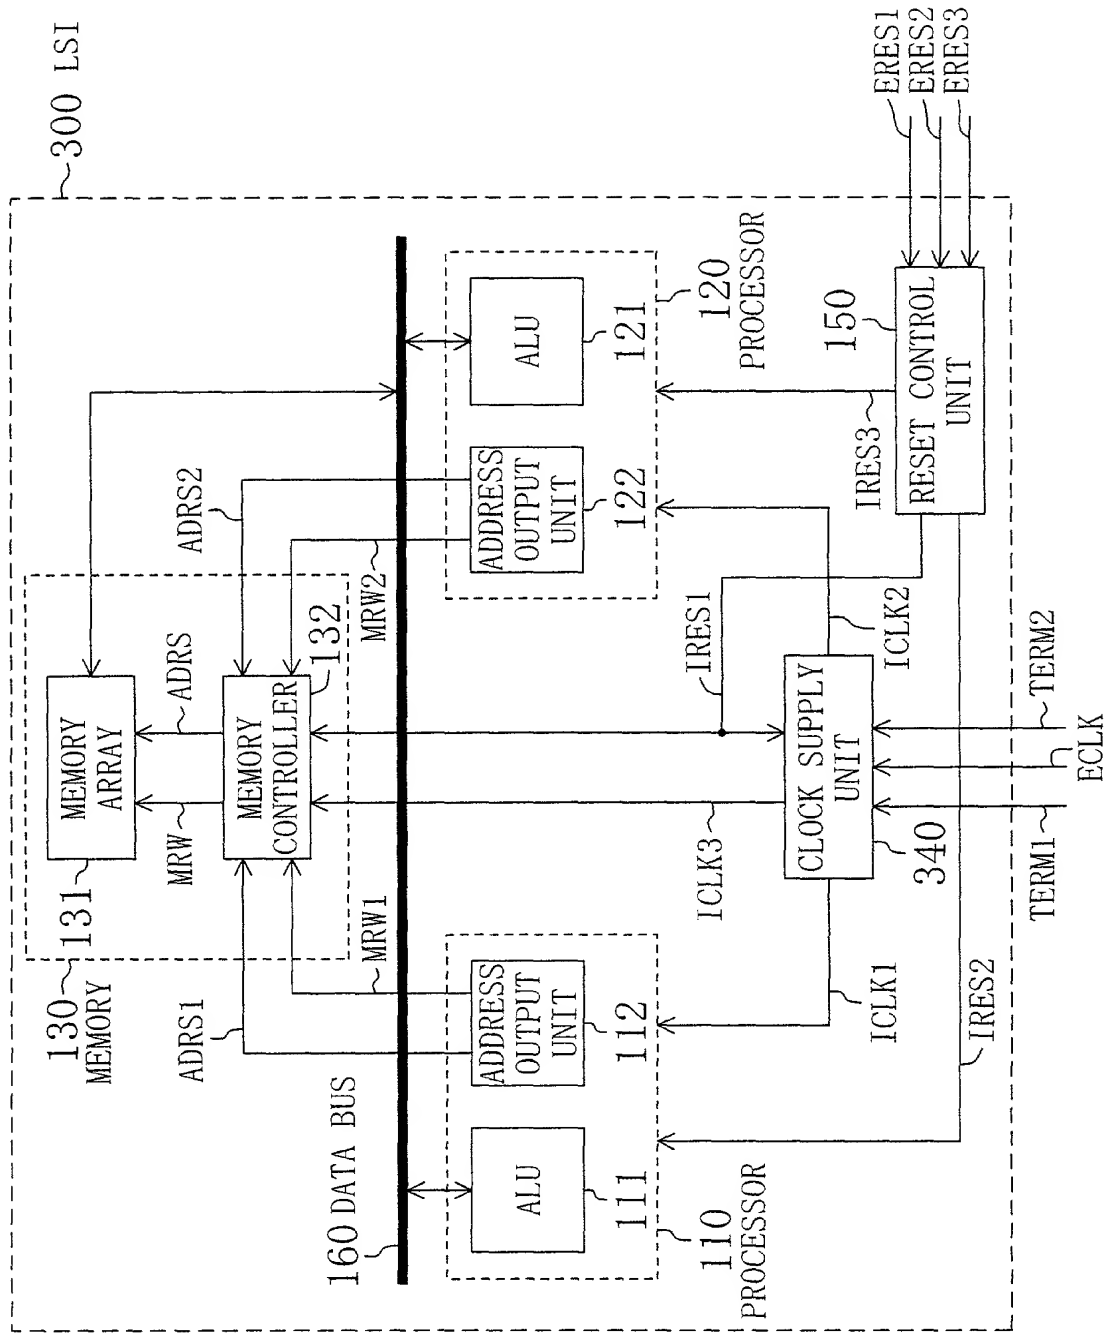 300 LSI
130
MEMORY
131
MEMORY
ARRAY
MRW
ADRS
132
MEMORY
CONTROLLER
ADRS1
MRW1
ADRS2
MRW2
160 DATA BUS
110
PROCESSOR
ALU
111
ADDRESS
OUTPUT
UNIT
112
120
PROCESSOR
ADDRESS
OUTPUT
UNIT
122
ALU
121
ICLK3
IRES1
ICLK1
CLOCK SUPPLY
UNIT
340
ICLK2
IRES3
150
RESET CONTROL
UNIT
IRES2
TERM1
ECLK
TERM2
ERES1
ERES2
ERES3